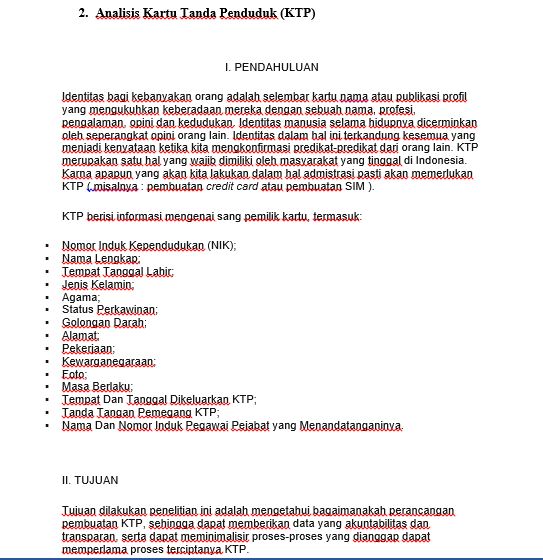 2. Analisis Kartu Tanda Penduduk (KTP)
I. PENDAHULUAN
Identitas bagi kebanyakan orang adalah selembar kartu nama atau publikasi profil
yang mengukuhkan keberadaan mereka dengan sebuah nama, profesi,
pengalaman, opini dan kedudukan. Identitas manusia selama hidupnya dicerminkan
oleh seperangkat opini orang lain. Identitas dalam hal ini terkandung kesemua yang
menjadi kenyataan ketika kita mengkonfirmasi predikat-predikat dari orang lain. KTP
merupakan satu hal yang wajib dimiliki oleh masyarakat yang tinggal di Indonesia.
Karna apapun yang akan kita lakukan dalam hal admistrasi pasti akan memerlukan
KTP ( misalnya : pembuatan credit card atau pembuatan SIM ).
KTP berisi informasi mengenai sang pemilik kartu, termasuk:
▪ Nomor Induk Kependudukan (NIK);
▪ Nama Lengkap;
▪ Tempat Tanggal Lahir;
▪ Jenis Kelamin;
▪ Agama;
▪ Status Perkawinan;
▪ Golongan Darah;
▪ Alamat;
▪ Pekerjaan;
▪ Kewarganegaraan;
▪ Foto;
▪ Masa Berlaku;
▪ Tempat Dan Tanggal Dikeluarkan KTP;
▪ Tanda Tangan Pemegang KTP;
▪ Nama Dan Nomor Induk Pegawai Pejabat yang Menandatanganinya.
II. TUJUAN
Tujuan dilakukan penelitian ini adalah mengetahui bagaimanakah perancangan
pembuatan KTP, sehingga dapat memberikan data yang akuntabilitas dan
transparan, serta dapat meminimalisir proses-proses yang dianggap dapat
memperlama proses terciptanya KTP.